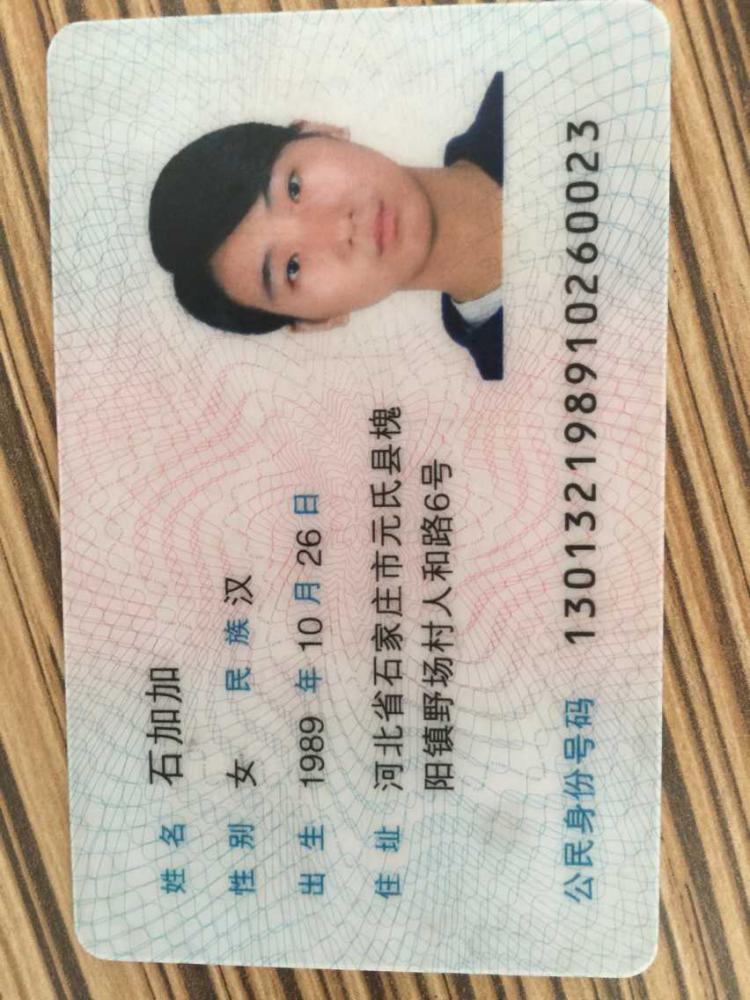 姓名 石加加
性别 女 民族 汉
出生 1989 年 10 月 26 日
住址 河北省石家庄市元氏县槐
阳镇野场村人和路6号
公民身份号码 130132198910260023